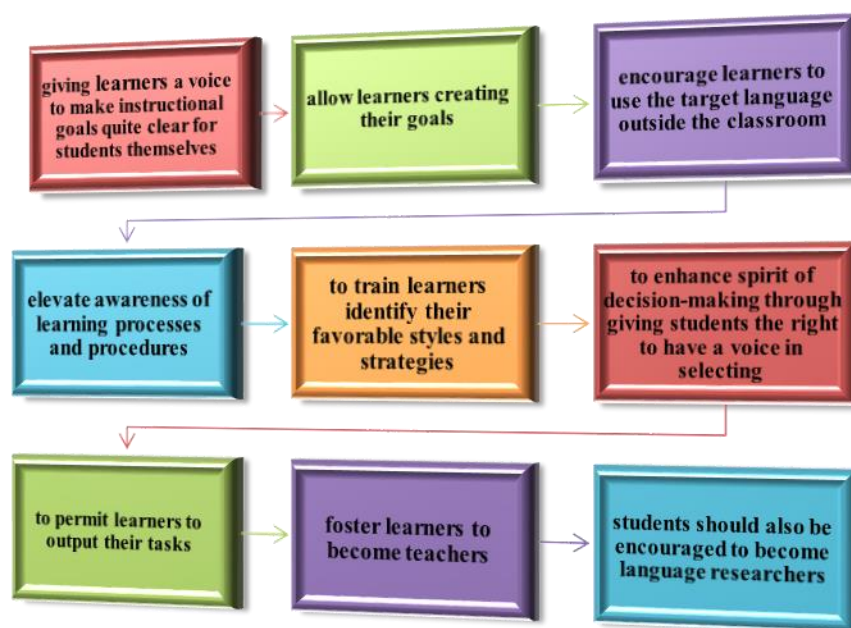 giving learners a voice
to make instructional
goals quite clear for
students themselves
allow learners creating
their goals
encourage learners to
use the target language
outside the classroom
elevate awareness of
learning processes
and procedures
to train learners
identify their
favorable styles and
strategies
to enhance spirit of
decision-making through
giving students the right
to have a voice in
selecting
to permit learners to
output their tasks
foster learners to
become teachers
students should also be
encouraged to become
language researchers